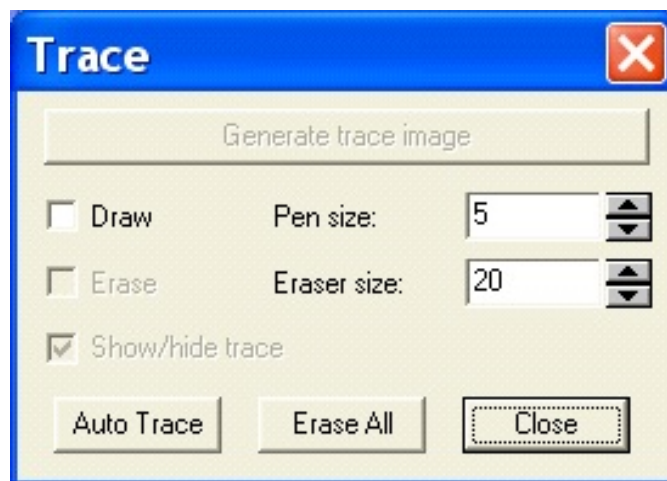 Trace
Generate trace image
Draw Pen size: 5
Erase Eraser size: 20
Show/hide trace
Auto Trace Erase All Close